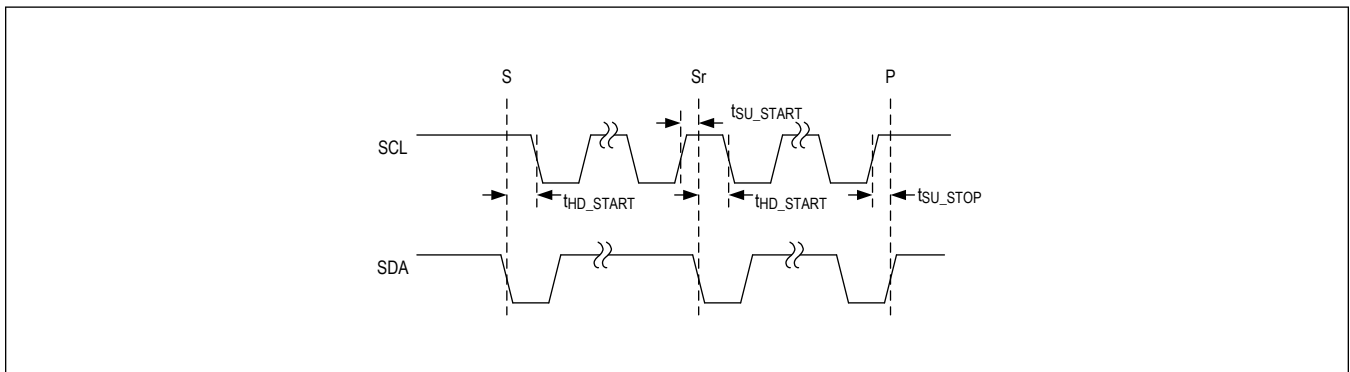 S Sr P
tSU_START
SCL
tHD_START tHD_START tSU_STOP
SDA